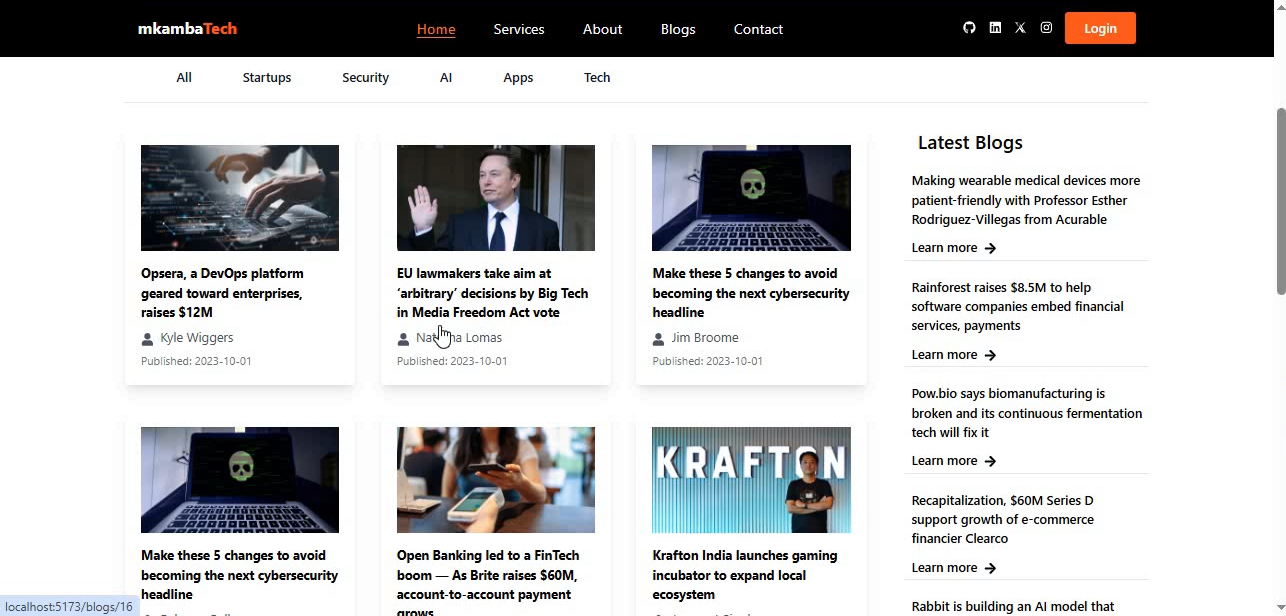 mkambaTech
Home
Services
About
Blogs
Contact
Login
All
Startups
Security
AI
Apps
Tech
Opsera, a DevOps platform
geared toward enterprises,
raises $12M
Kyle Wiggers
Published: 2023-10-01
EU lawmakers take aim at
‘arbitrary’ decisions by Big Tech
in Media Freedom Act vote
Lomas
Published: 2023-10-01
Make these 5 changes to avoid
becoming the next cybersecurity
headline
Jim Broome
Published: 2023-10-01
Make these 5 changes to avoid
becoming the next cybersecurity
headline
Open Banking led to a FinTech
boom — As Brite raises $60M,
account-to-account payment
grows
KRAFTON
Krafton India launches gaming
incubator to expand local
ecosystem
Latest Blogs
Making wearable medical devices more
patient-friendly with Professor Esther
Rodriguez-Villegas from Acurable
Learn more
Rainforest raises $8.5M to help
software companies embed financial
services, payments
Learn more
Pow.bio says biomanufacturing is
broken and its continuous fermentation
tech will fix it
Learn more
Recapitalization, $60M Series D
support growth of e-commerce
financier Clearco
Learn more
Rabbit is building an AI model that
localhost:5173/blogs/16